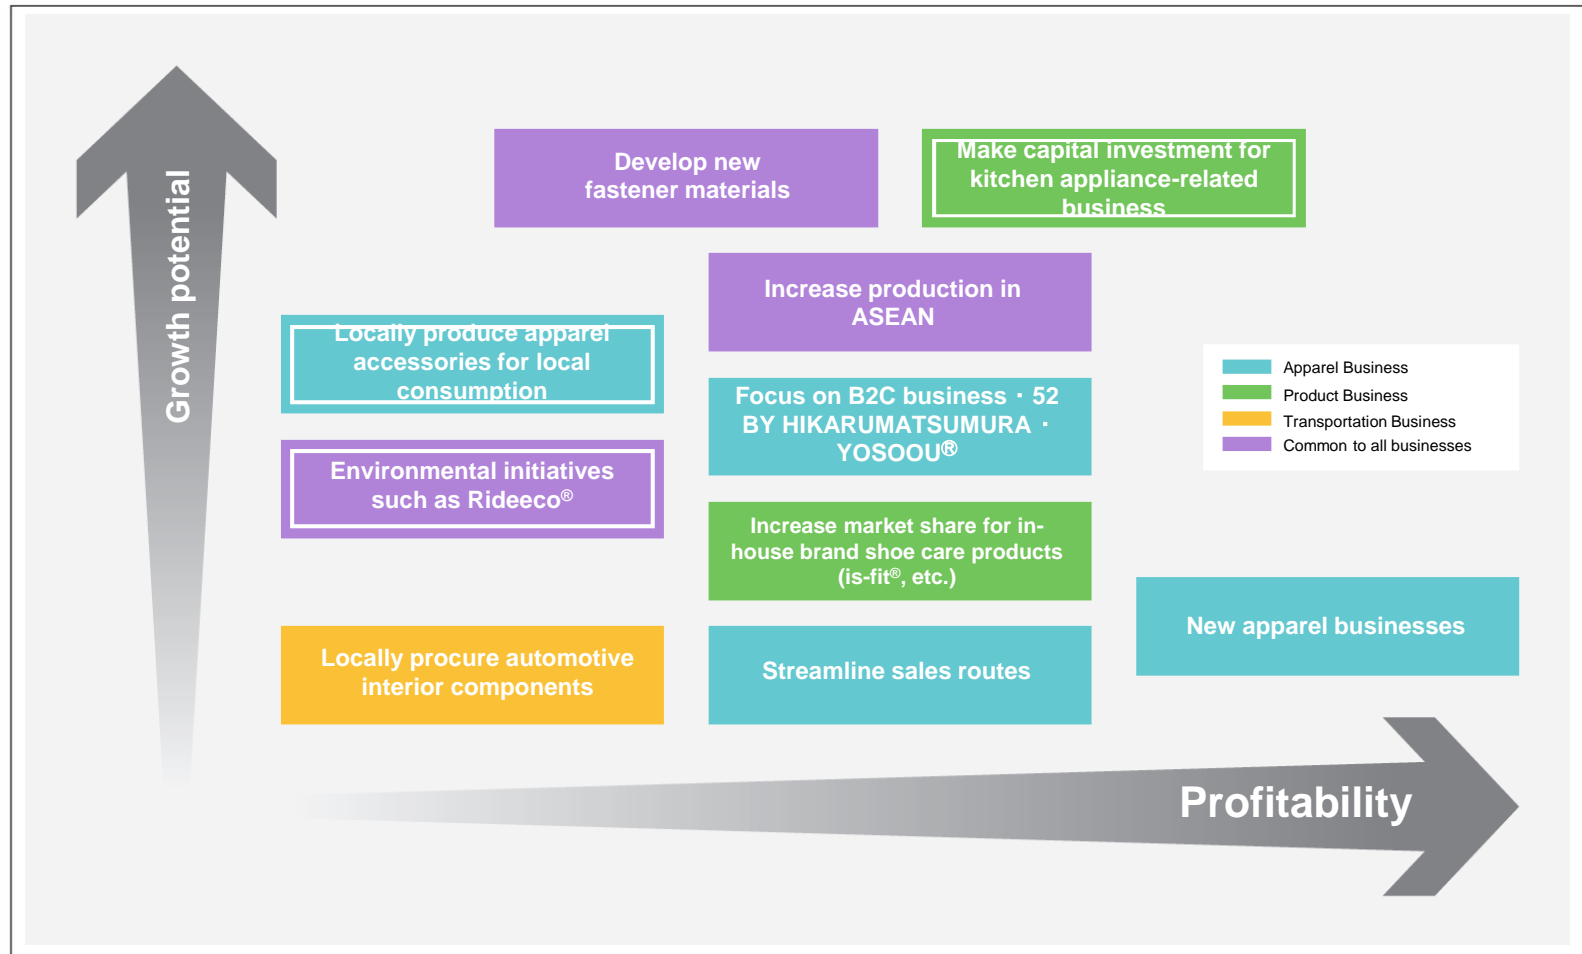 Growth potential
Develop new
fastener materials
Make capital investment for
kitchen appliance-related
business
Increase production in
ASEAN
Locally produce apparel
accessories for local
consumption
Focus on B2C business・52
BY HIKARUMATSUMURA・
YOSOOU®
Environmental initiatives
such as Rideeco®
Increase market share for in-
house brand shoe care products
(is-fit®, etc.)
New apparel businesses
Locally procure automotive
interior components
Streamline sales routes
Apparel Business
Product Business
Transportation Business
Common to all businesses
Profitability